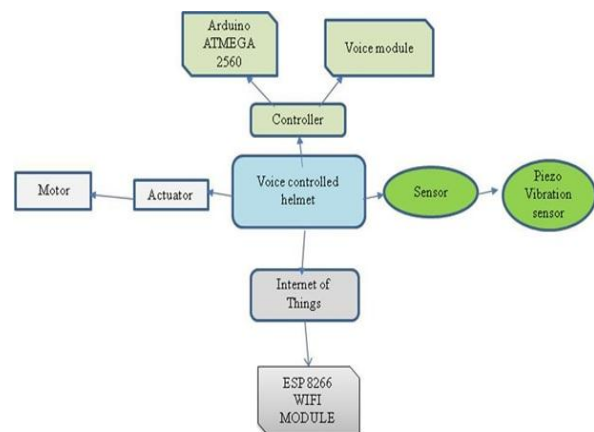 Arduino
ATMEGA
2560
Voice module
Controller
Motor
Actuator
Voice controlled
helmet
Sensor
Piezo
Vibration
sensor
Internet of
Things
ESP 8266
WIFI
MODULE